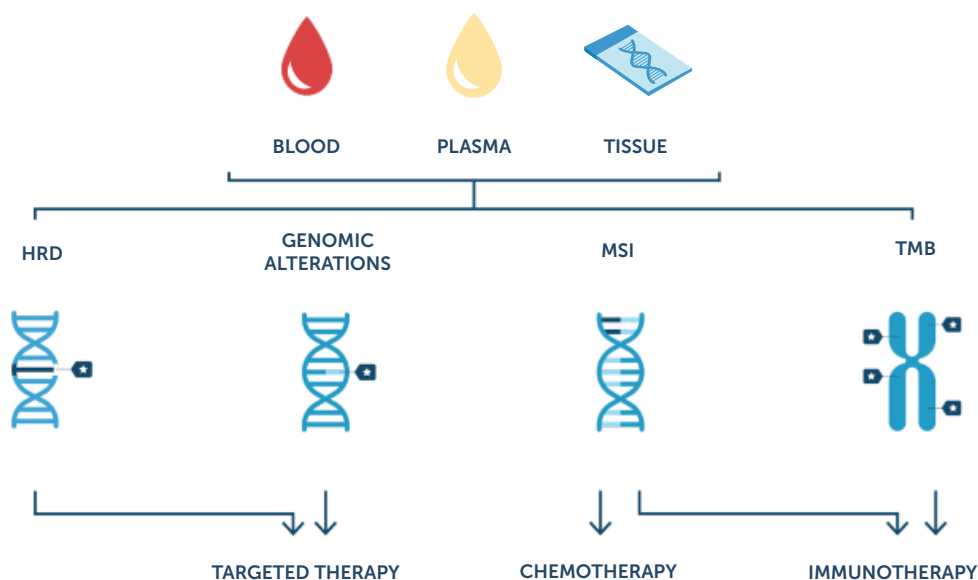 BLOOD
PLASMA
TISSUE
HRD
GENOMIC
ALTERATIONS
MSI
TMB
TARGETED THERAPY
CHEMOTHERAPY
IMMUNOTHERAPY